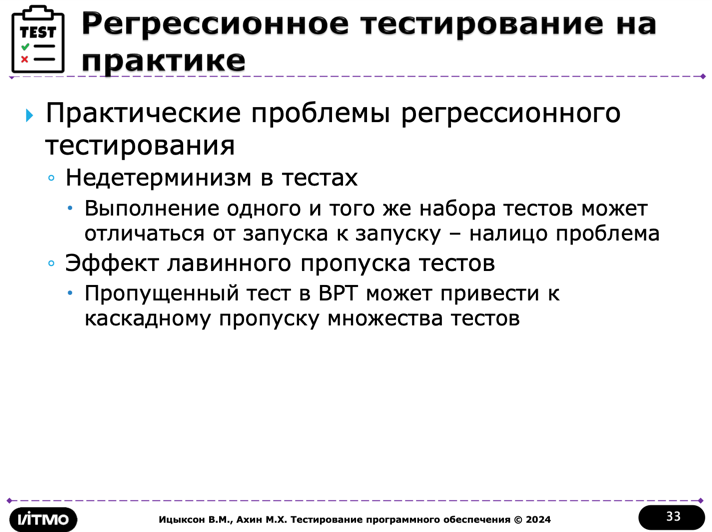 TEST
Регрессионное тестирование на
практике
Практические проблемы регрессионного
тестирования
Недетерминизм в тестах
Выполнение одного и того же набора тестов может
отличаться от запуска к запуску – налицо проблема
Эффект лавинного пропуска тестов
Пропущенный тест в ВРТ может привести к
каскадному пропуску множества тестов
ИТМО
Ицыксон В.М., Ахин М.Х. Тестирование программного обеспечения © 2024
33